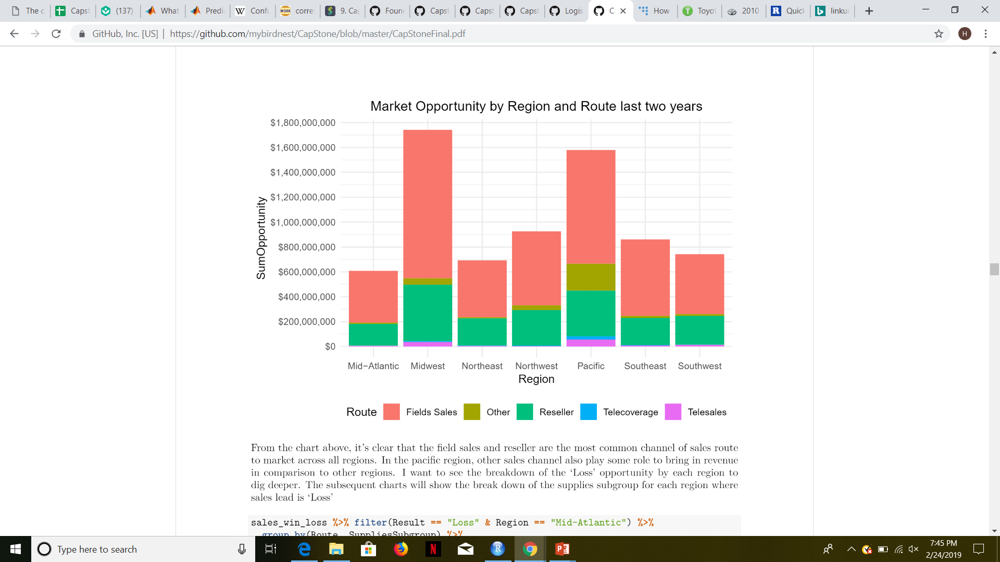 The c
Capst
(137)
What
Predi
W
Confu
WORK
corre
9. Ca
Foun
Capst
Capst
Capst
Logis
C
How
T
Toyot
2010
R
Quick
b
linkur
GitHub, Inc. [US] | https://github.com/mybirdnest/CapStone/blob/master/CapStoneFinal.pdf
H
Market Opportunity by Region and Route last two years
SumOpportunity
$1,800,000,000
$1,600,000,000
$1,400,000,000
$1,200,000,000
$1,000,000,000
$800,000,000
$600,000,000
$400,000,000
$200,000,000
$0
Mid−Atlantic Midwest Northeast Northwest Pacific Southeast Southwest
Region
Route Fields Sales Other Reseller Telecoverage Telesales
From the chart above, it’s clear that the field sales and reseller are the most common channel of sales route
to market across all regions. In the pacific region, other sales channel also play some role to bring in revenue
in comparison to other regions. I want to see the breakdown of the ‘Loss’ opportunity by each region to
dig deeper. The subsequent charts will show the break down of the supplies subgroup for each region where
sales lead is ‘Loss’
sales_win_loss %>% filter(Result == "Loss" & Region == "Mid-Atlantic") %>%
group_by(Route, SuppliesSubgroup) %>%
Type here to search
N
R
P
7:45 PM
2/24/2019